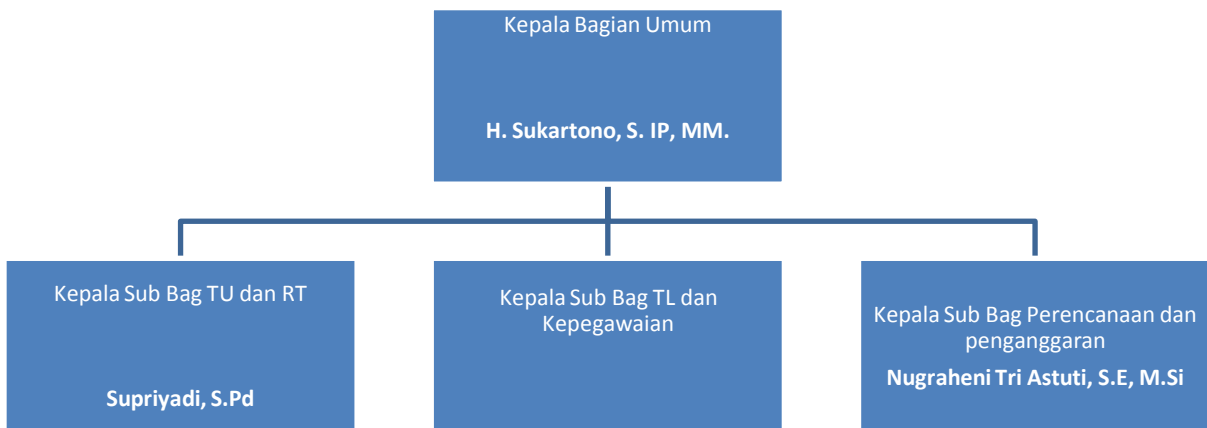 Kepala Bagian Umum
H. Sukartono, S. IP, MM.
Kepala Sub Bag TU dan RT
Supriyadi, S.Pd
Kepala Sub Bag TL dan
Kepegawaian
Kepala Sub Bag Perencanaan dan
penganggaran
Nugraheni Tri Astuti, S.E, M.Si